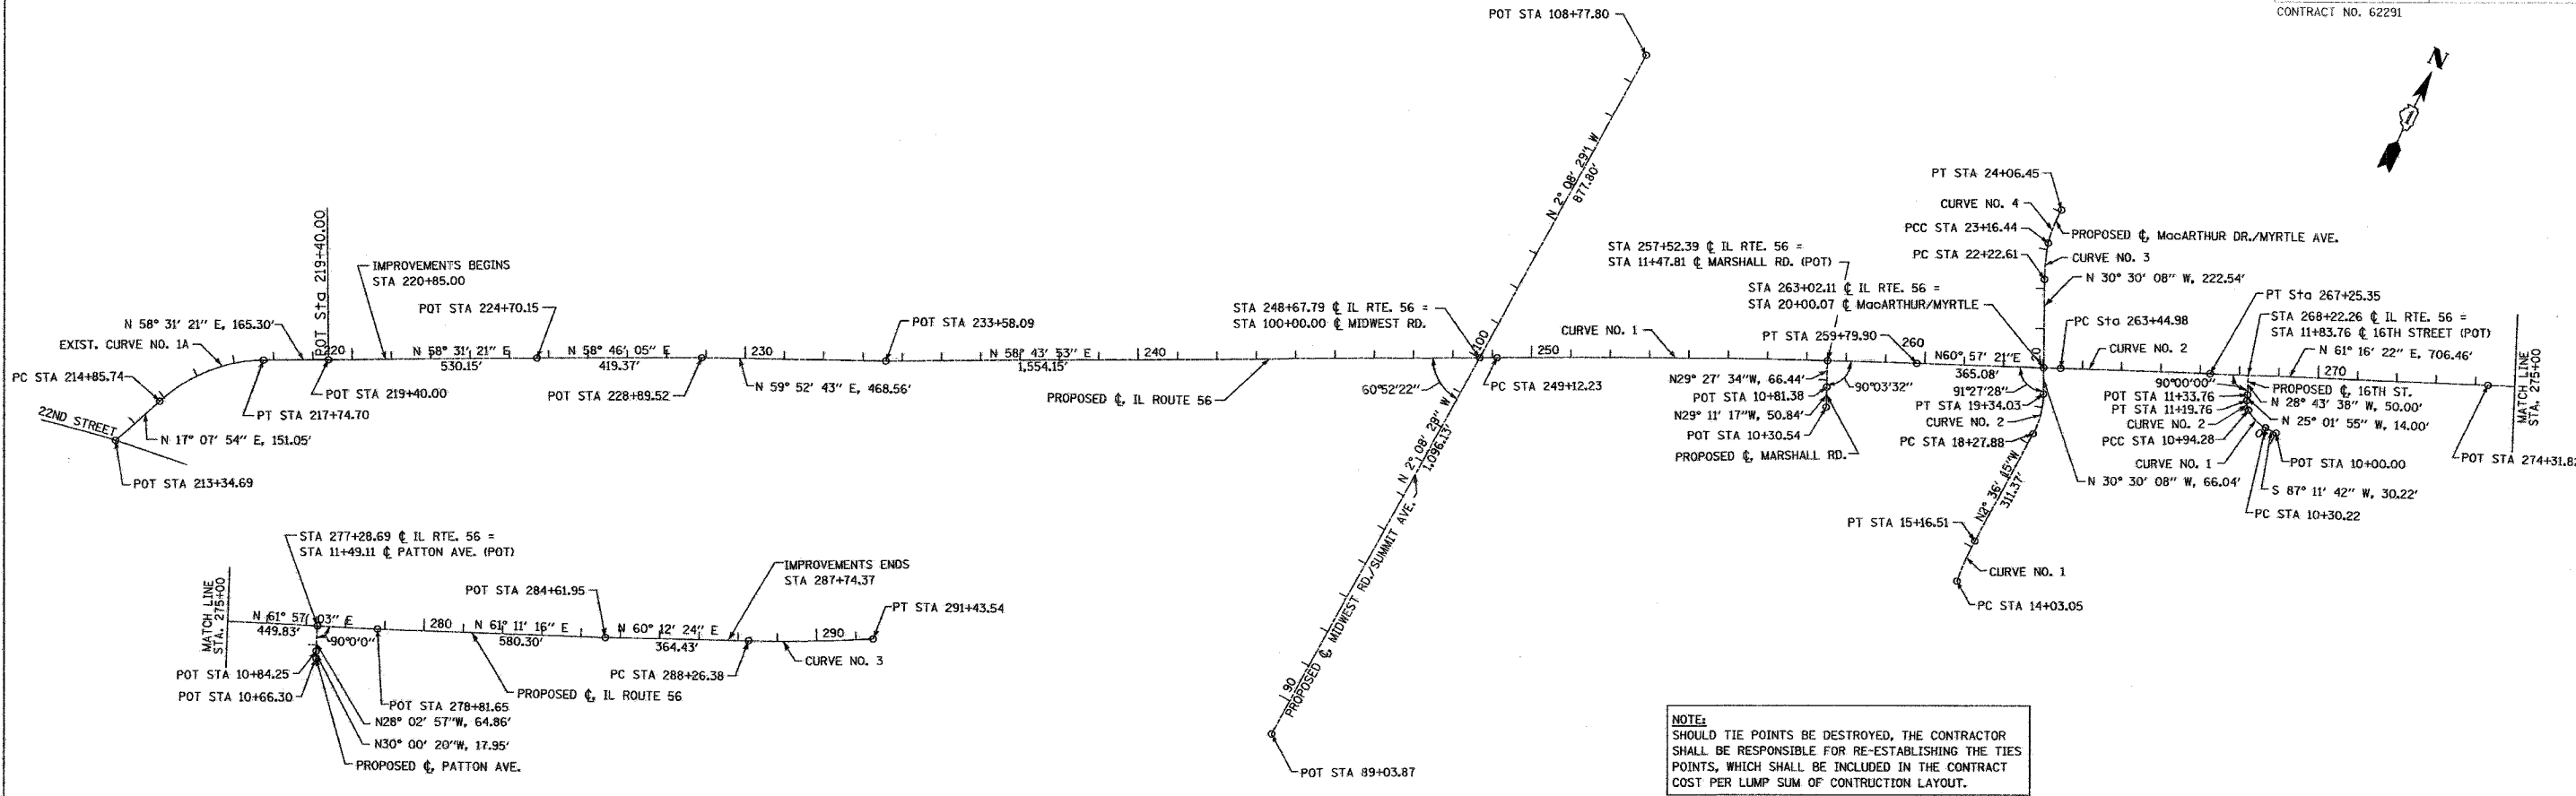 CONTRACT NO. 62291
N
POT STA 108+77.80
N 2° 08' 29" W
877.80'
PT STA 24+06.45
CURVE NO. 4
PCC STA 23+16.44
PROPOSED ℄ MacARTHUR DR./MYRTLE AVE.
PC STA 22+22.61
CURVE NO. 3
N 30° 30' 08" W, 222.54'
POT Sta 219+40.00
IMPROVEMENTS BEGINS
STA 220+85.00
POT STA 224+70.15
N 58° 31' 21" E, 165.30'
EXIST. CURVE NO. 1A
PC STA 214+85.74
22ND STREET
N 17° 07' 54" E, 151.05'
POT STA 213+34.69
PT STA 217+74.70
220
POT STA 219+40.00
N 58° 31' 21" E
530.15'
N 58° 46' 05" E
419.37'
POT STA 228+89.52
230
N 59° 52' 43" E, 468.56'
POT STA 233+58.09
N 58° 43' 53" E
1,554.15'
240
PROPOSED ℄ IL ROUTE 56
STA 248+67.79 ℄ IL RTE. 56 =
STA 100+00.00 ℄ MIDWEST RD.
100
60°52'22"
PC STA 249+12.23
250
CURVE NO. 1
N 2° 08' 29" W
1,096.13'
PROPOSED ℄ MIDWEST RD./SUMMIT AVE.
90
POT STA 89+03.87
STA 257+52.39 ℄ IL RTE. 56 =
STA 11+47.81 ℄ MARSHALL RD. (POT)
STA 263+02.11 ℄ IL RTE. 56 =
STA 20+00.07 ℄ MacARTHUR/MYRTLE
PT STA 259+79.90
260
N29° 27' 34"W, 66.44'
POT STA 10+81.38
N29° 11' 17"W, 50.84'
POT STA 10+30.54
PROPOSED ℄ MARSHALL RD.
90°03'32"
N60° 57' 21"E
365.08'
20
91°27'28"
PT STA 19+34.03
CURVE NO. 2
PC STA 18+27.88
N 30° 30' 08" W, 66.04'
N2° 36' 15"W
311.37'
PT STA 15+16.51
CURVE NO. 1
PC STA 14+03.05
PC Sta 263+44.98
CURVE NO. 2
PT Sta 267+25.35
STA 268+22.26 ℄ IL RTE. 56 =
STA 11+83.76 ℄ 16TH STREET (POT)
N 61° 16' 22" E, 706.46'
270
90°00'00"
PROPOSED ℄ 16TH ST.
N 28° 43' 38" W, 50.00'
N 25° 01' 55" W, 14.00'
POT STA 11+33.76
PT STA 11+19.76
CURVE NO. 2
PCC STA 10+94.28
CURVE NO. 1
POT STA 10+00.00
S 87° 11' 42" W, 30.22'
PC STA 10+30.22
POT STA 274+31.82
MATCH LINE
STA. 275+00
MATCH LINE
STA. 275+00
STA 277+28.69 ℄ IL RTE. 56 =
STA 11+49.11 ℄ PATTON AVE. (POT)
N 61° 57' 03" E
449.83'
90°0'0"
POT STA 10+84.25
POT STA 10+66.30
POT STA 278+81.65
N28° 02' 57"W, 64.86'
N30° 00' 20"W, 17.95'
PROPOSED ℄ PATTON AVE.
280
N 61° 11' 16" E
580.30'
PROPOSED ℄ IL ROUTE 56
POT STA 284+61.95
N 60° 12' 24" E
364.43'
IMPROVEMENTS ENDS
STA 287+74.37
PC STA 288+26.38
290
CURVE NO. 3
PT STA 291+43.54
NOTE:
SHOULD TIE POINTS BE DESTROYED, THE CONTRACTOR
SHALL BE RESPONSIBLE FOR RE-ESTABLISHING THE TIES
POINTS, WHICH SHALL BE INCLUDED IN THE CONTRACT
COST PER LUMP SUM OF CONTRUCTION LAYOUT.